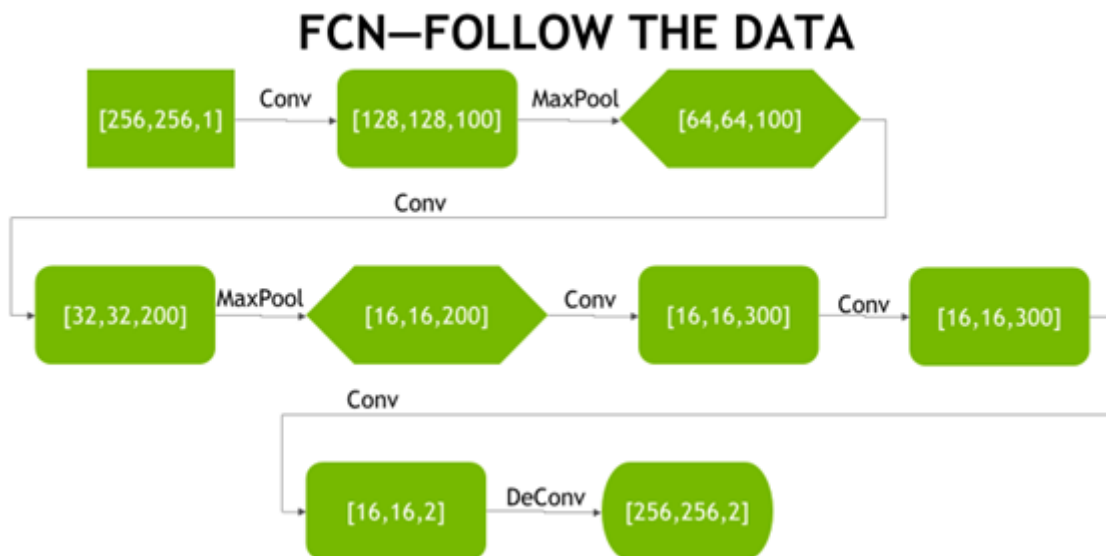 FCN—FOLLOW THE DATA
[256,256,1]
Conv
[128,128,100]
MaxPool
[64,64,100]
Conv
[32,32,200]
MaxPool
[16,16,200]
Conv
[16,16,300]
Conv
[16,16,300]
Conv
[16,16,2]
DeConv
[256,256,2]